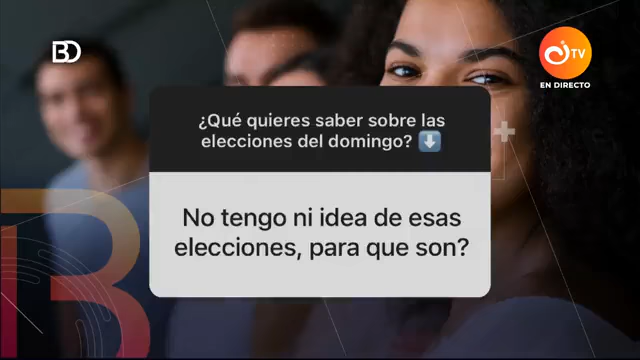 BD
TV
EN DIRECTO
¿Qué quieres saber sobre las
elecciones del domingo? ⬇️
No tengo ni idea de esas
elecciones, para que son?
B